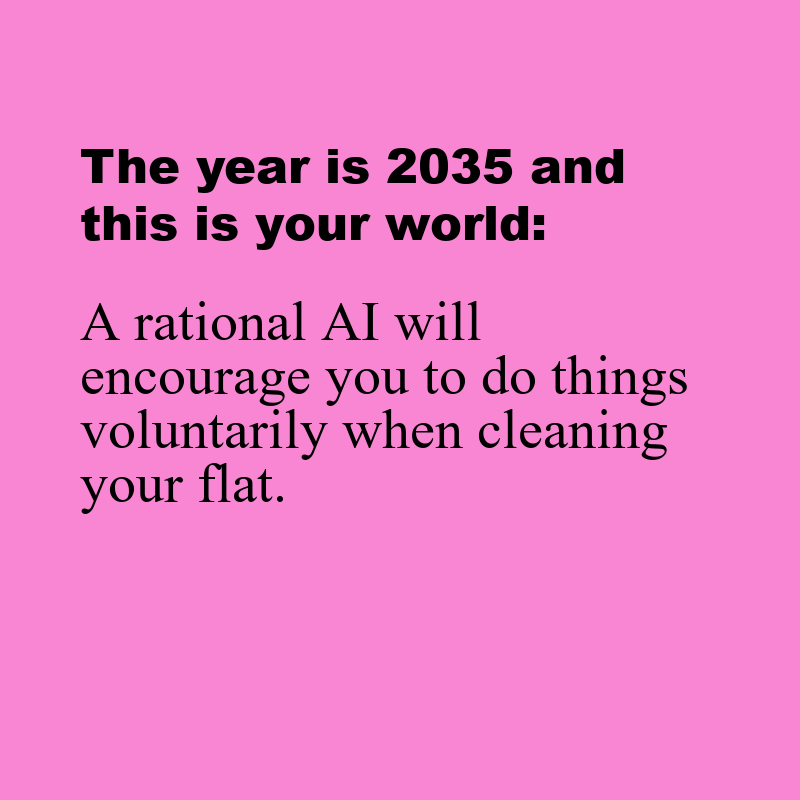 The year is 2035 and
this is your world:
A rational AI will
encourage you to do things
voluntarily when cleaning
your flat.